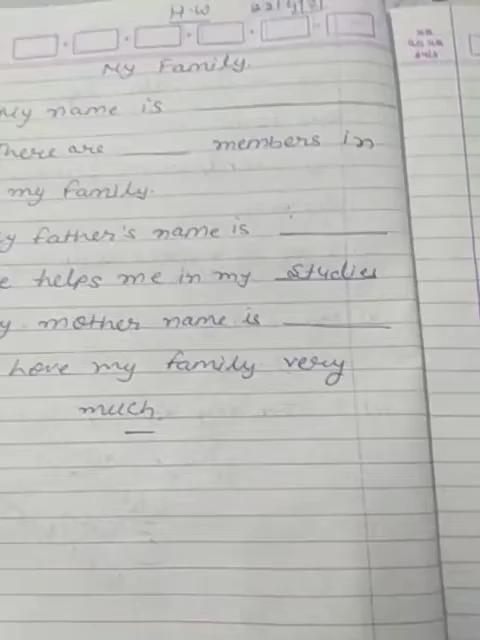 H.W
My Family.
My name is
There are ____ members in
my family.
y father's name is
e helps me in my studies
y mother name is
love my family very
much.